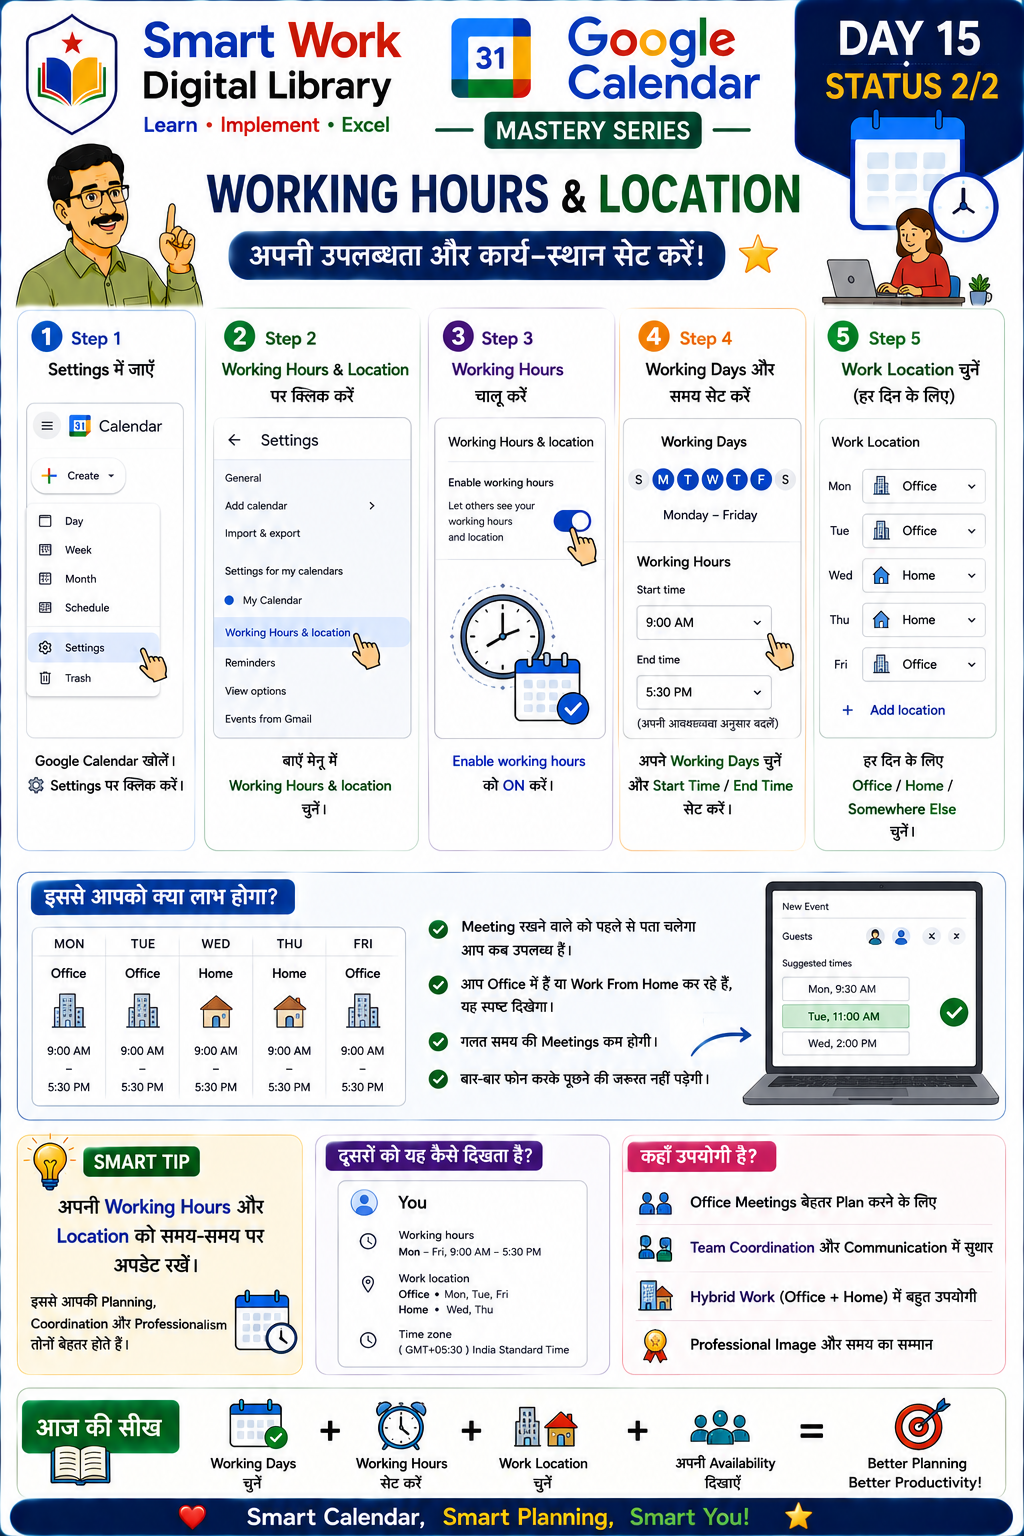 Smart Work
Digital Library
Learn • Implement • Excel
31
Google
Calendar
MASTERY SERIES
DAY 15
STATUS 2/2
WORKING HOURS & LOCATION
अपनी उपलब्धता और कार्य-स्थान सेट करें!
1 Step 1
Settings में जाएँ
31 Calendar
Create
Day
Week
Month
Schedule
Settings
Trash
Google Calendar खोलें।
Settings पर क्लिक करें।
2 Step 2
Working Hours & Location
पर क्लिक करें
Settings
General
Add calendar
Import & export
Settings for my calendars
My Calendar
Working Hours & location
Reminders
View options
Events from Gmail
बाएँ मेनू में
Working Hours & location
चुनें।
3 Step 3
Working Hours
चालू करें
Working Hours & location
Enable working hours
Let others see your
working hours
and location
Enable working hours
को ON करें।
4 Step 4
Working Days और
समय सेट करें
Working Days
S M T W T F S
Monday – Friday
Working Hours
Start time
9:00 AM
End time
5:30 PM
(अपनी अनुसार बदलें)
अपने Working Days चुनें
और Start Time / End Time
सेट करें।
5 Step 5
Work Location चुनें
(हर दिन के लिए)
Work Location
Mon Office
Tue Office
Wed Home
Thu Home
Fri Office
+ Add location
हर दिन के लिए
Office / Home /
Somewhere Else
चुनें।
इससे आपको क्या लाभ होगा?
MON TUE WED THU FRI
Office Office Home Home Office
9:00 AM 9:00 AM 9:00 AM 9:00 AM 9:00 AM
– – – – –
5:30 PM 5:30 PM 5:30 PM 5:30 PM 5:30 PM
Meeting रखने वाले को पहले से पता चलेगा
आप कब उपलब्ध हैं।
आप Office में हैं या Work From Home कर रहे हैं,
यह स्पष्ट दिखेगा।
गलत समय की Meetings कम होंगी।
बार-बार फोन करके पूछने की जरूरत नहीं पड़ेगी।
New Event
Guests
Suggested times
Mon, 9:30 AM
Tue, 11:00 AM
Wed, 2:00 PM
SMART TIP
अपनी Working Hours और
Location को समय-समय पर
अपडेट रखें।
इससे आपकी Planning,
Coordination और Professionalism
तीनों बेहतर होते हैं।
दूसरों को यह कैसे दिखता है?
You
Working hours
Mon – Fri, 9:00 AM – 5:30 PM
Work location
Office • Mon, Tue, Fri
Home • Wed, Thu
Time zone
( GMT+05:30 ) India Standard Time
कहाँ उपयोगी है?
Office Meetings बेहतर Plan करने के लिए
Team Coordination और Communication में सुधार
Hybrid Work (Office + Home) में बहुत उपयोगी
Professional Image और समय का सम्मान
आज की सीख
Working Days
चुनें
+
Working Hours
सेट करें
+
Work Location
चुनें
+
अपनी Availability
दिखाएँ
=
Better Planning
Better Productivity!
Smart Calendar, Smart Planning, Smart You!